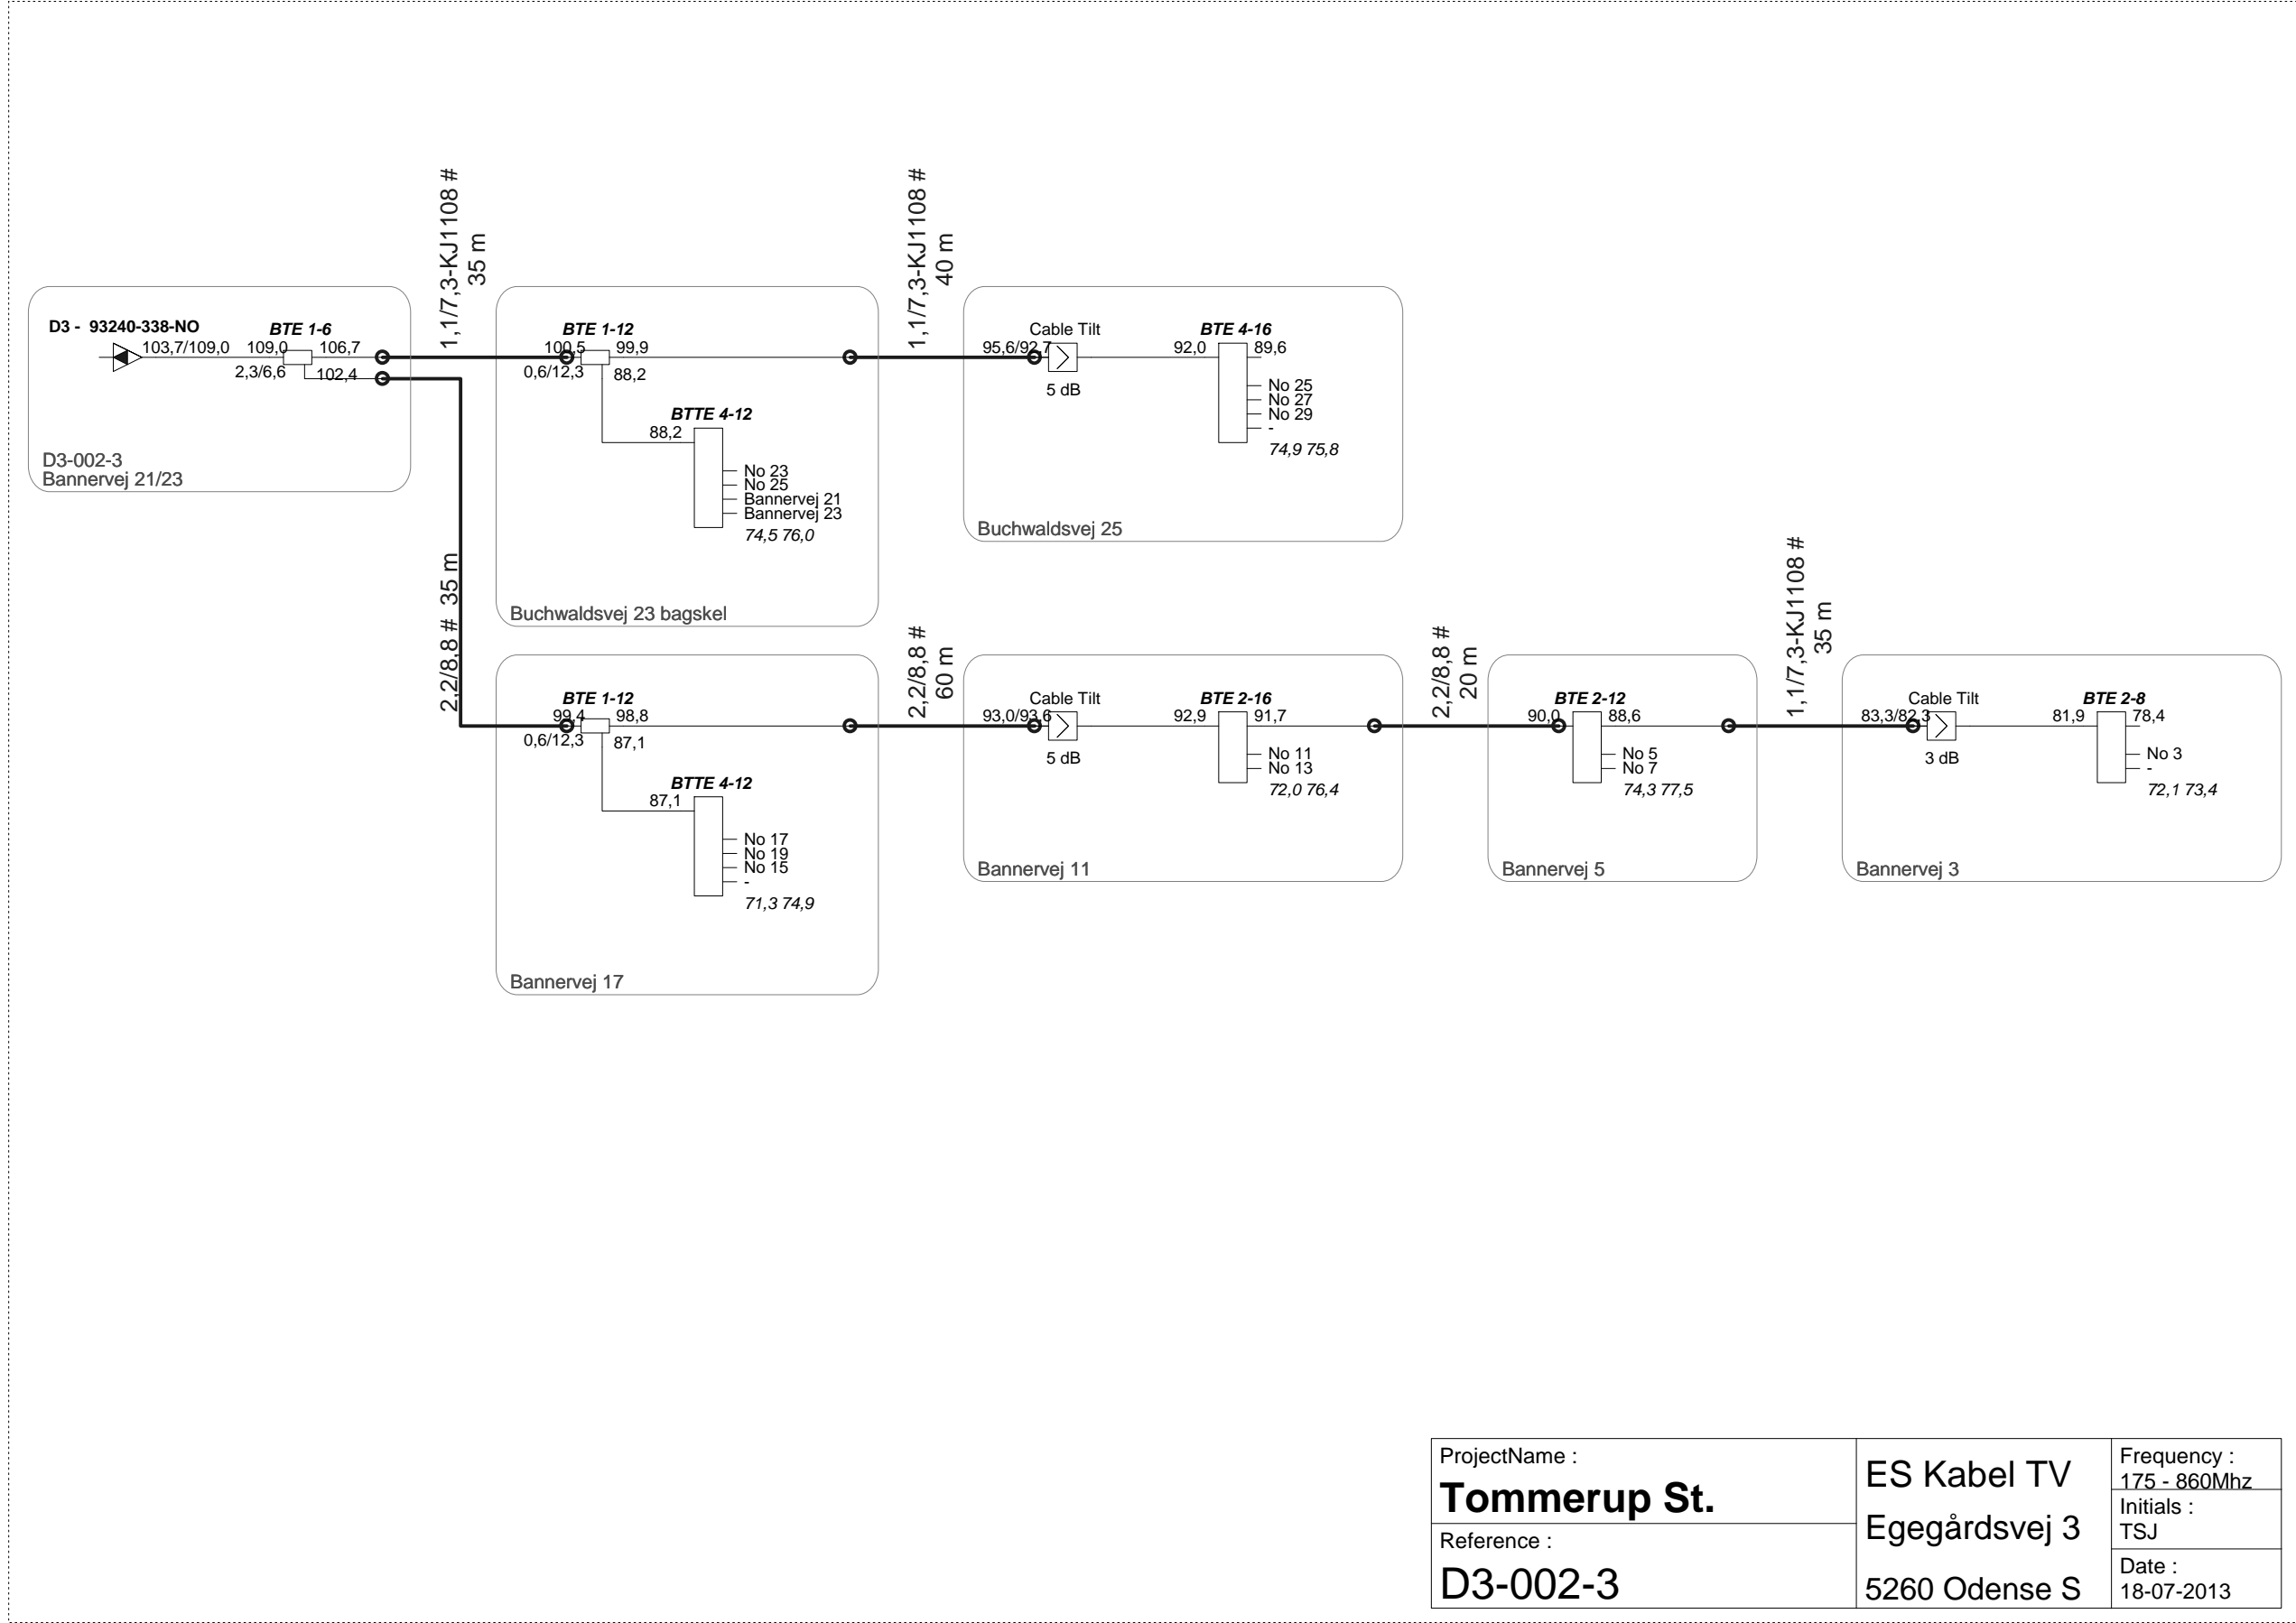 1,1/7,3-KJ1108 #
35 m
1,1/7,3-KJ1108 #
40 m
D3 -  93240-338-NO
BTE 1-6
103,7/109,0
109,0
106,7
2,3/6,6
102,4
D3-002-3
Bannervej 21/23
BTE 1-12
100,5
99,9
0,6/12,3
88,2
BTTE 4-12
88,2
No 23
No 25
Bannervej 21
Bannervej 23
74,5 76,0
Buchwaldsvej 23 bagskel
Cable Tilt
95,6/92,7
5 dB
BTE 4-16
92,0
89,6
No 25
No 27
No 29
-
74,9 75,8
Buchwaldsvej 25
2,2/8,8 #  35 m
2,2/8,8 #
60 m
2,2/8,8 #
20 m
1,1/7,3-KJ1108 #
35 m
BTE 1-12
99,4
98,8
0,6/12,3
87,1
BTTE 4-12
87,1
No 17
No 19
No 15
-
71,3 74,9
Bannervej 17
Cable Tilt
93,0/93,6
5 dB
BTE 2-16
92,9
91,7
No 11
No 13
72,0 76,4
Bannervej 11
BTE 2-12
90,0
88,6
No 5
No 7
74,3 77,5
Bannervej 5
Cable Tilt
83,3/82,3
3 dB
BTE 2-8
81,9
78,4
No 3
-
72,1 73,4
Bannervej 3
ProjectName :
Tommerup St.
Reference :
D3-002-3
ES Kabel TV
Egegårdsvej 3
5260 Odense S
Frequency :
175 - 860Mhz
Initials :
TSJ
Date :
18-07-2013